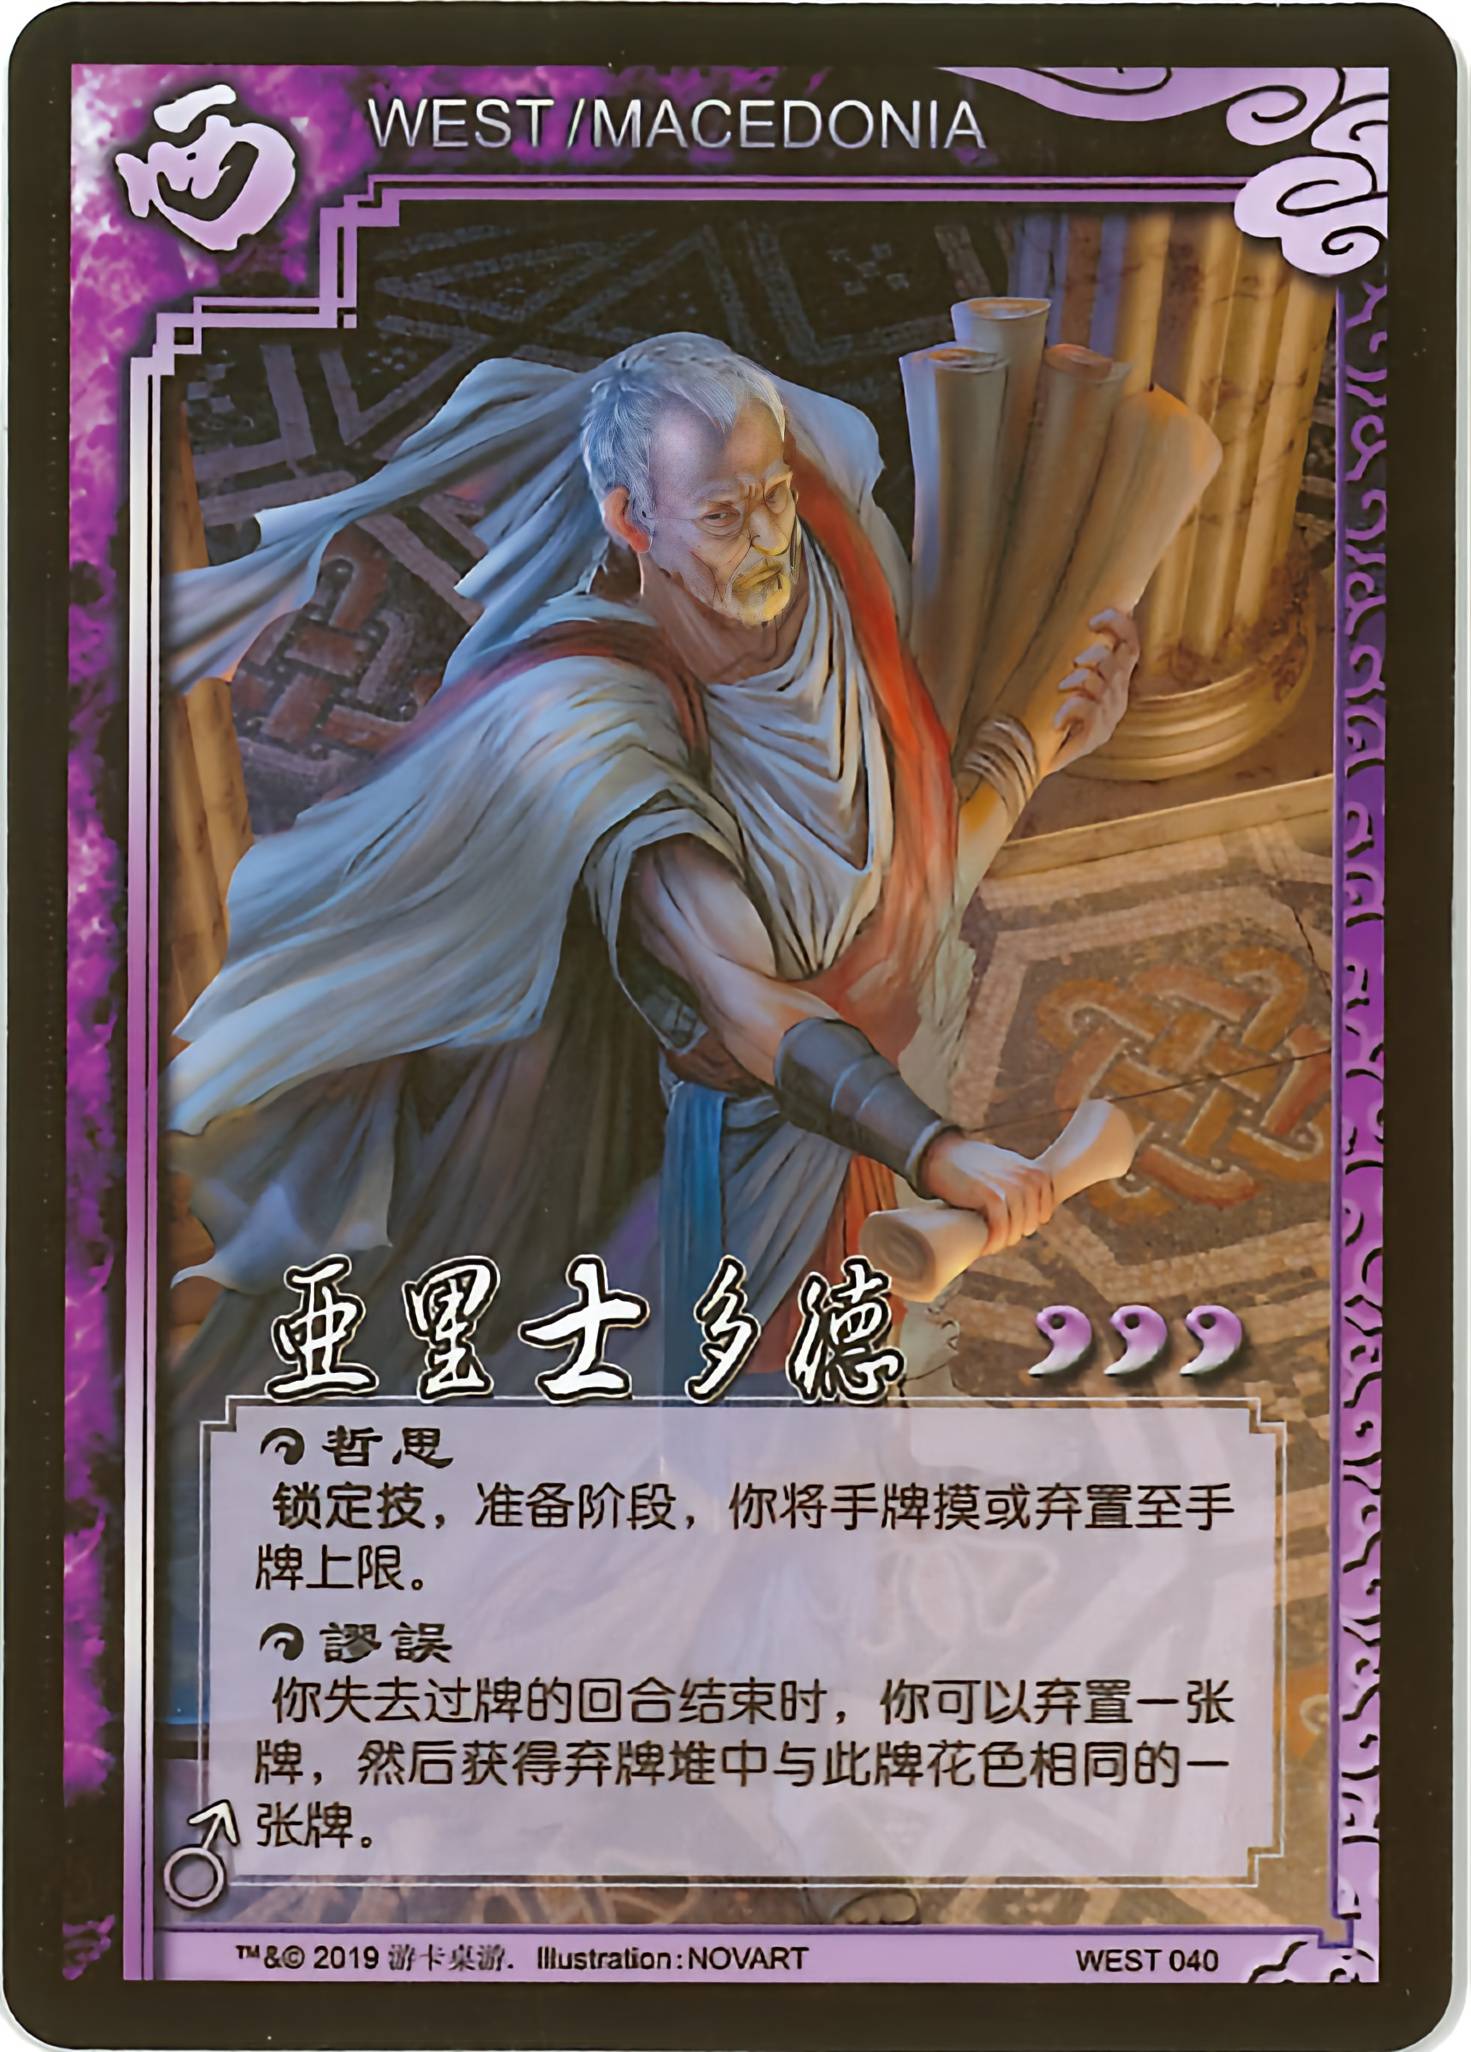 西
WEST/MACEDONIA
亞里士多德
哲思
锁定技，准备阶段，你将手牌摸或弃置至手
牌上限。
謬誤
你失去过牌的回合结束时，你可以弃置一张
牌，然后获得弃牌堆中与此牌花色相同的一
张牌。
™&© 2019 游卡桌游. Illustration:NOVART
WEST 040